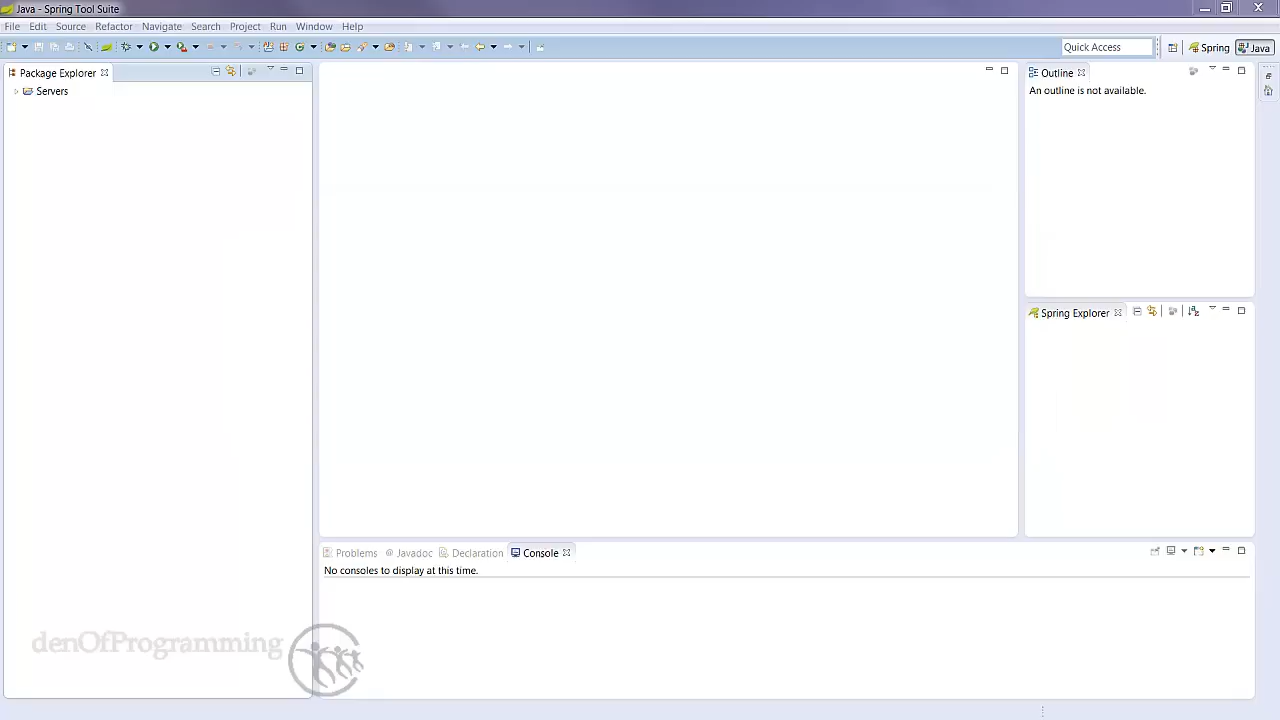 Java - Spring Tool Suite
File Edit Source Refactor Navigate Search Project Run Window Help
Quick Access
Spring
Java
Package Explorer
Servers
Outline
An outline is not available.
Spring Explorer
Problems @ Javadoc Declaration Console
No consoles to display at this time.
denOfProgramming